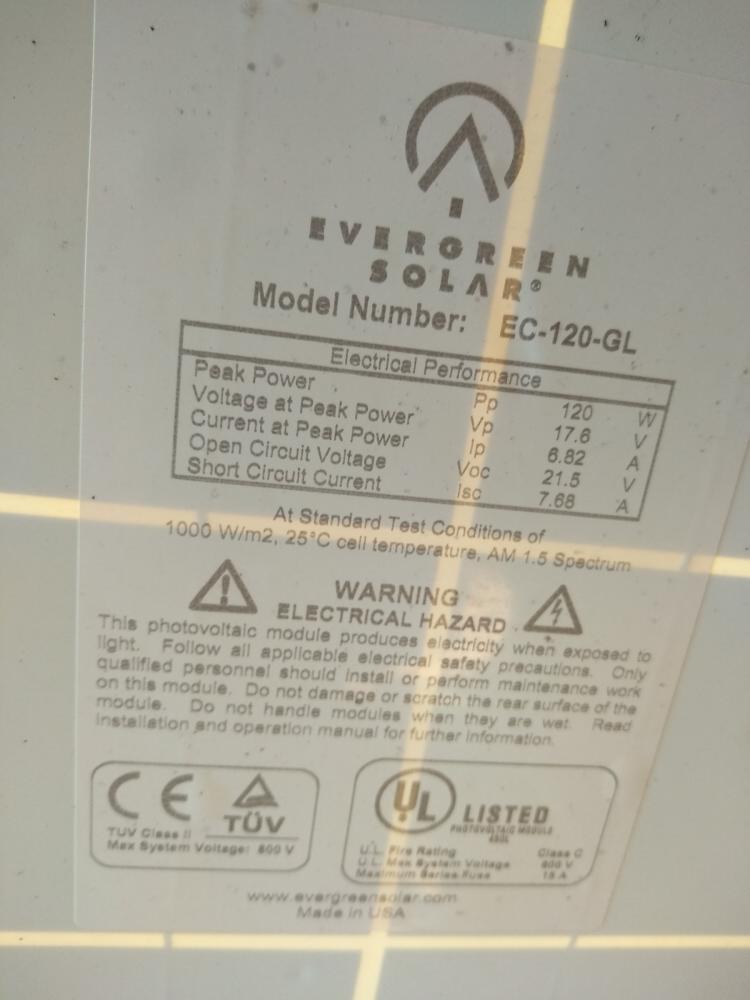 EVERGREEN
SOLAR®
Model Number: EC-120-GL
Electrical Performance
Peak Power Pp 120 W
Voltage at Peak Power Vp 17.6 V
Current at Peak Power Ip 6.82 A
Open Circuit Voltage Voc 21.5 V
Short Circuit Current Isc 7.68 A
At Standard Test Conditions of
1000 W/m2, 25°C cell temperature, AM 1.5 Spectrum
WARNING
ELECTRICAL HAZARD
This photovoltaic module produces electricity when exposed to
light. Follow all applicable electrical safety precautions. Only
qualified personnel should install or perform maintenance work
on this module. Do not damage or scratch the rear surface of the
module. Do not handle modules when they are wet. Read
installation and operation manual for further information.
CE TÜV
TUV Class II
Max System Voltage: 600 V
UL LISTED
PHOTOVOLTAIC MODULE
U.L. Fire Rating Class C
U.L. Max System Voltage 600 V
Maximum Series Fuse 15 A
www.evergreensolar.com
Made in USA